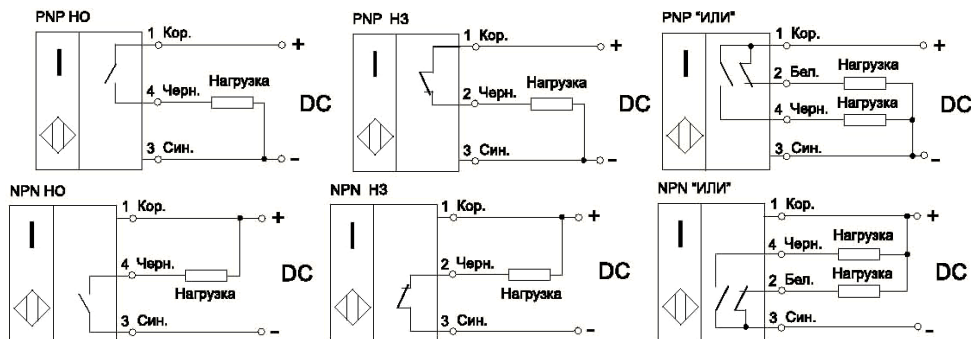 PNP НО
1 Кор.
+
4 Черн.
Нагрузка
DC
3 Син.
-
PNP НЗ
1 Кор.
+
2 Черн.
Нагрузка
DC
3 Син.
-
PNP "ИЛИ"
1 Кор.
+
2 Бел.
Нагрузка
4 Черн.
Нагрузка
DC
3 Син.
-
NPN НО
1 Кор.
+
4 Черн.
Нагрузка
DC
3 Син.
-
NPN НЗ
1 Кор.
+
2 Черн.
Нагрузка
DC
3 Син.
-
NPN "ИЛИ"
1 Кор.
+
4 Черн.
Нагрузка
2 Бел.
Нагрузка
DC
3 Син.
-